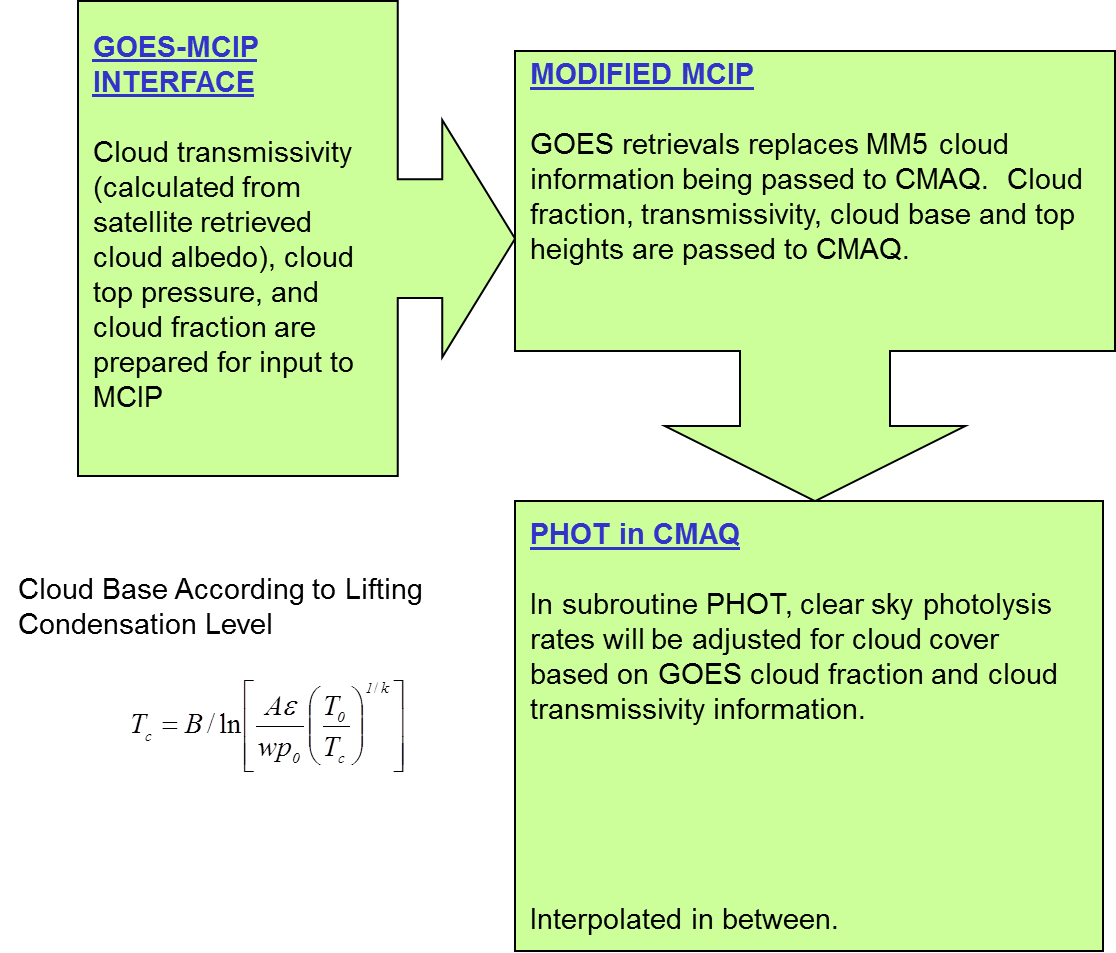 GOES-MCIP
INTERFACE
Cloud transmissivity
(calculated from
satellite retrieved
cloud albedo), cloud
top pressure, and
cloud fraction are
prepared for input to
MCIP
MODIFIED MCIP
GOES retrievals replaces MM5 cloud
information being passed to CMAQ.  Cloud
fraction, transmissivity, cloud base and top
heights are passed to CMAQ.
PHOT in CMAQ
In subroutine PHOT, clear sky photolysis
rates will be adjusted for cloud cover
based on GOES cloud fraction and cloud
transmissivity information.
Interpolated in between.
Cloud Base According to Lifting
Condensation Level
T_c = B / ln[ (Aε / wp_0) (T_0 / T_c)^{1/k} ]